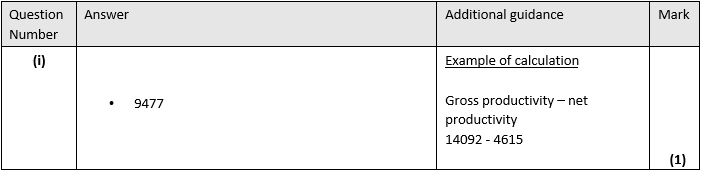 Question Number
Answer
Additional guidance
Mark
(i)
• 9477
Example of calculation
Gross productivity – net
productivity
14092 - 4615
(1)